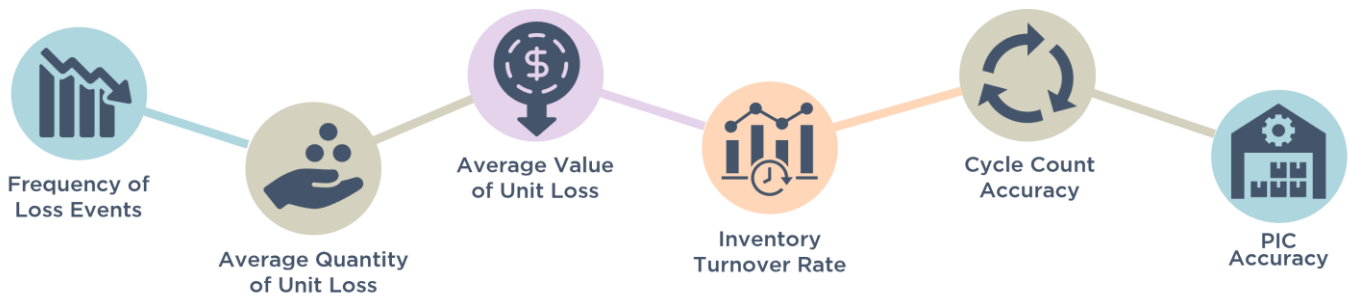 Frequency of
Loss Events
Average Quantity
of Unit Loss
$
Average Value
of Unit Loss
Inventory
Turnover Rate
Cycle Count
Accuracy
PIC
Accuracy